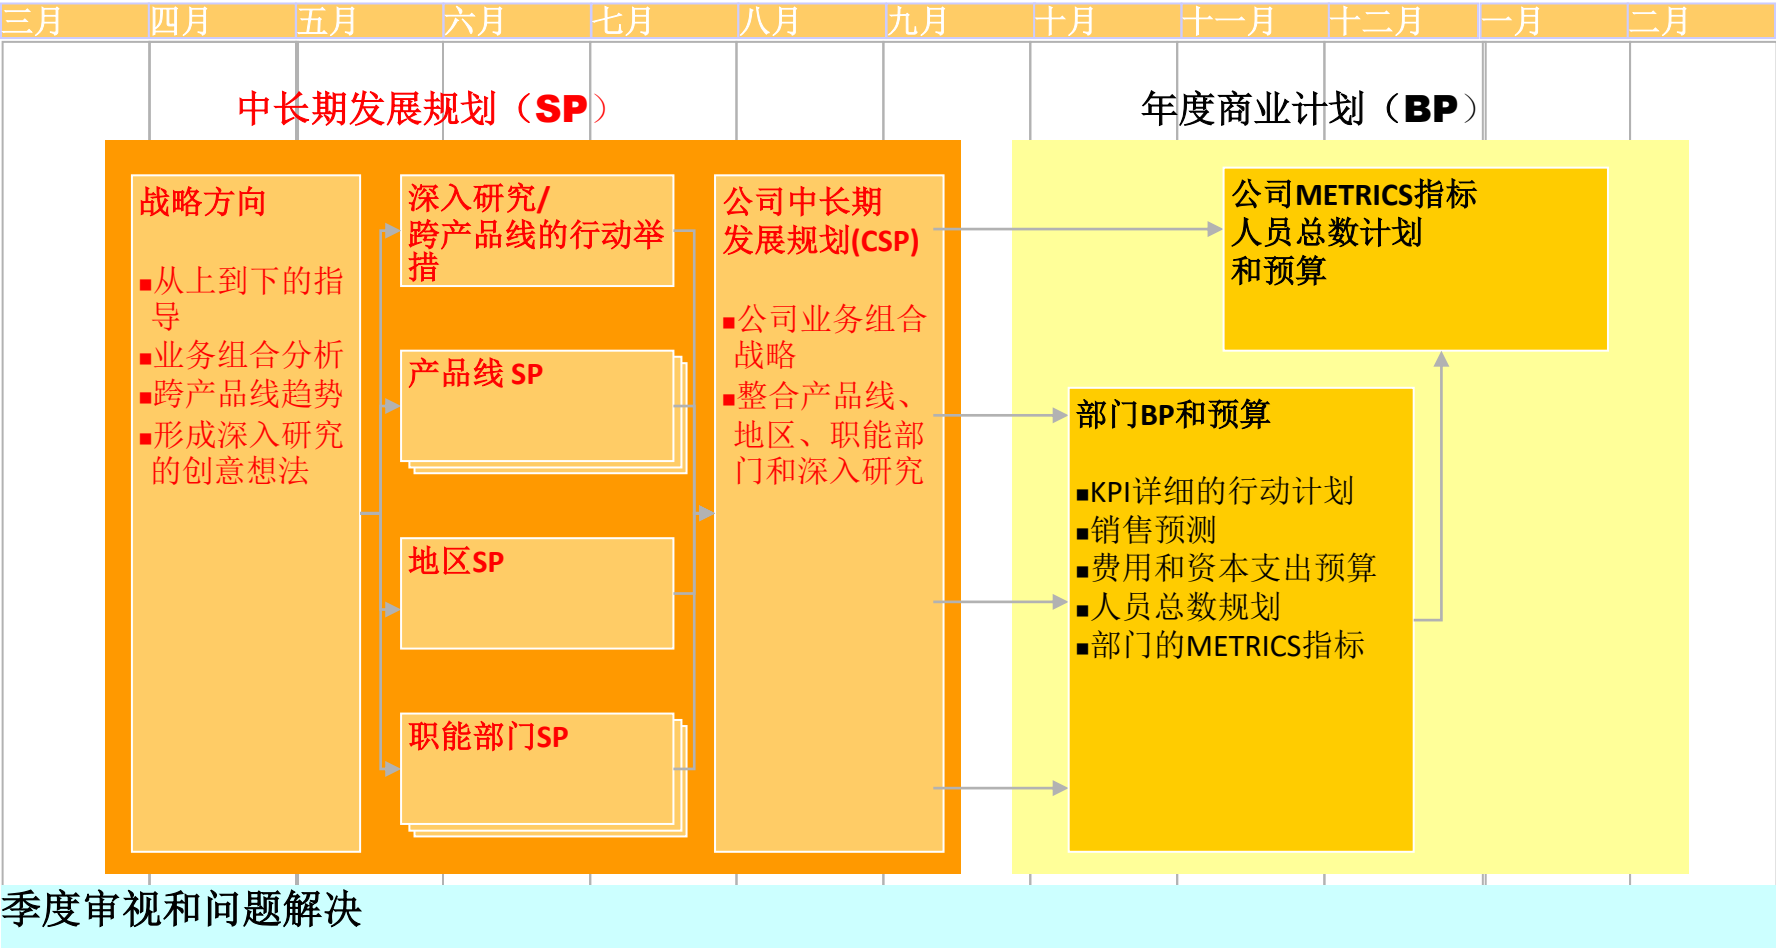 三月 四月 五月 六月 七月 八月 九月 十月 十一月 十二月 一月 二月
中长期发展规划（SP）
年度商业计划（BP）
战略方向
■从上到下的指
导
■业务组合分析
■跨产品线趋势
■形成深入研究
的创意想法
深入研究/
跨产品线的行动举
措
产品线 SP
地区SP
职能部门SP
公司中长期
发展规划(CSP)
■公司业务组合
战略
■整合产品线、
地区、职能部
门和深入研究
公司METRICS指标
人员总数计划
和预算
部门BP和预算
■KPI详细的行动计划
■销售预测
■费用和资本支出预算
■人员总数规划
■部门的METRICS指标
季度审视和问题解决